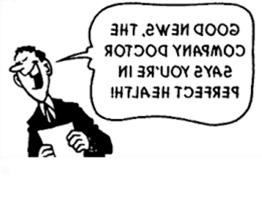 GOOD NEWS, THE
COMPANY DOCTOR
SAYS YOU'RE IN
PERFECT HEALTH!